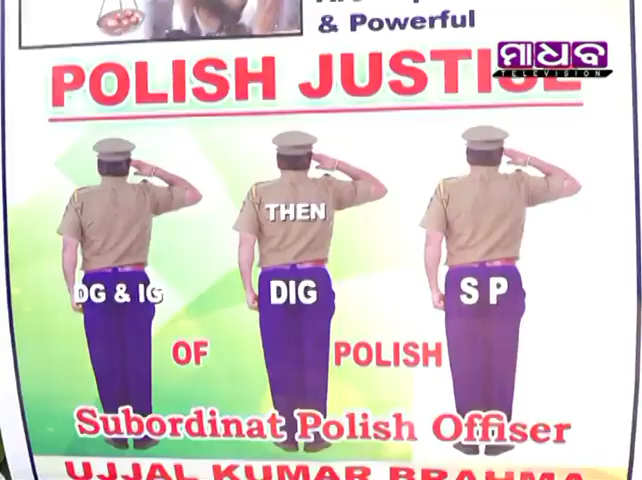 & Powerful
ମାଧବ
TELEVISION
POLISH JUSTICE
THEN
DG & IG
DIG
S P
OF
POLISH
Subordinat Polish Offiser
UJJAL KUMAR BRAHMA